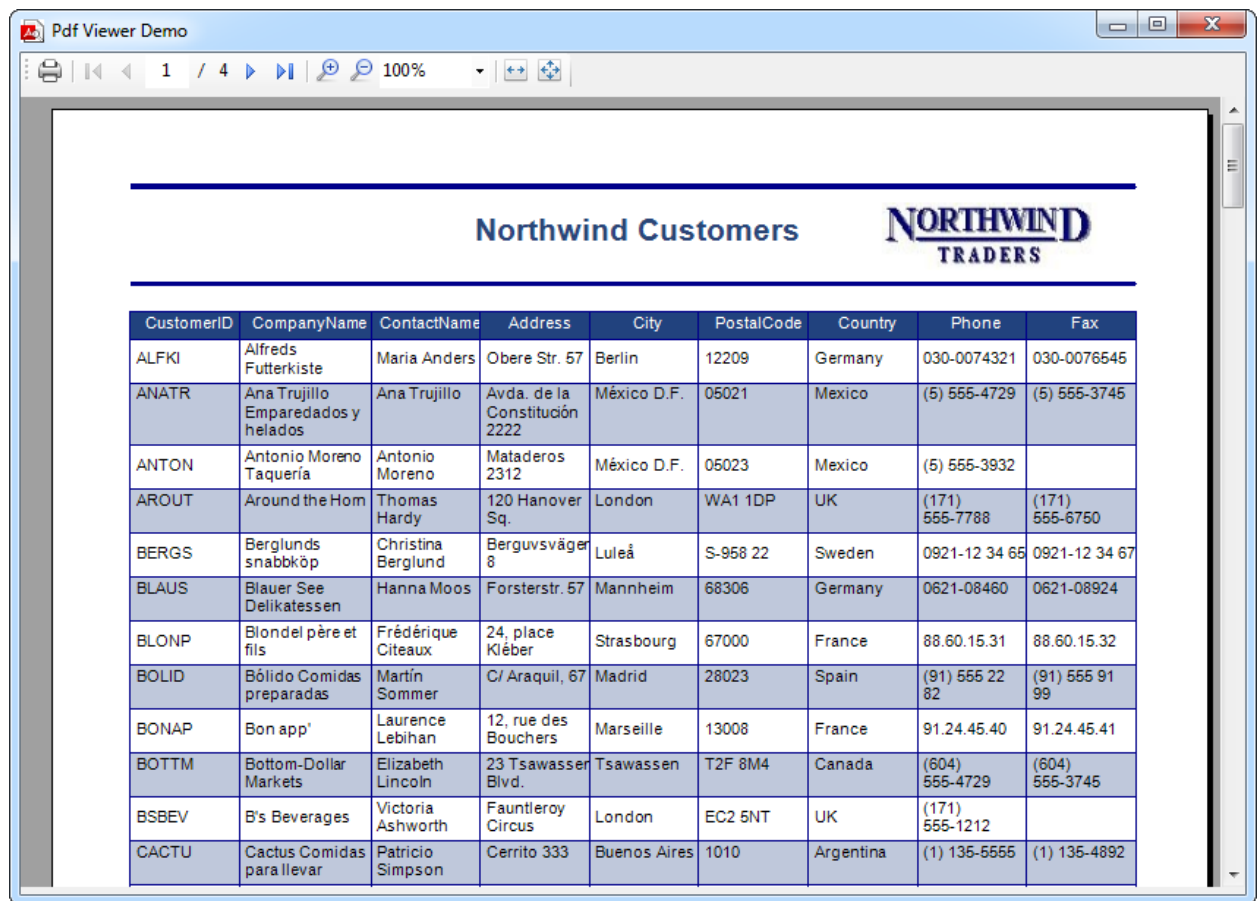 Pdf Viewer Demo
1 / 4 100%
Northwind Customers
NORTHWIND
TRADERS
CustomerID CompanyName ContactName Address City PostalCode Country Phone Fax
ALFKI Alfreds Futterkiste Maria Anders Obere Str. 57 Berlin 12209 Germany 030-0074321 030-0076545
ANATR Ana Trujillo Emparedados y helados Ana Trujillo Avda. de la Constitución 2222 México D.F. 05021 Mexico (5) 555-4729 (5) 555-3745
ANTON Antonio Moreno Taquería Antonio Moreno Mataderos 2312 México D.F. 05023 Mexico (5) 555-3932
AROUT Around the Horn Thomas Hardy 120 Hanover Sq. London WA1 1DP UK (171) 555-7788 (171) 555-6750
BERGS Berglunds snabbköp Christina Berglund Berguvsvägen 8 Luleå S-958 22 Sweden 0921-12 34 65 0921-12 34 67
BLAUS Blauer See Delikatessen Hanna Moos Forsterstr. 57 Mannheim 68306 Germany 0621-08460 0621-08924
BLONP Blondel père et fils Frédérique Citeaux 24, place Kléber Strasbourg 67000 France 88.60.15.31 88.60.15.32
BOLID Bólido Comidas preparadas Martín Sommer C/ Araquil, 67 Madrid 28023 Spain (91) 555 22 82 (91) 555 91 99
BONAP Bon app' Laurence Lebihan 12, rue des Bouchers Marseille 13008 France 91.24.45.40 91.24.45.41
BOTTM Bottom-Dollar Markets Elizabeth Lincoln 23 Tsawasser Blvd. Tsawassen T2F 8M4 Canada (604) 555-4729 (604) 555-3745
BSBEV B's Beverages Victoria Ashworth Fauntleroy Circus London EC2 5NT UK (171) 555-1212
CACTU Cactus Comidas para llevar Patricio Simpson Cerrito 333 Buenos Aires 1010 Argentina (1) 135-5555 (1) 135-4892